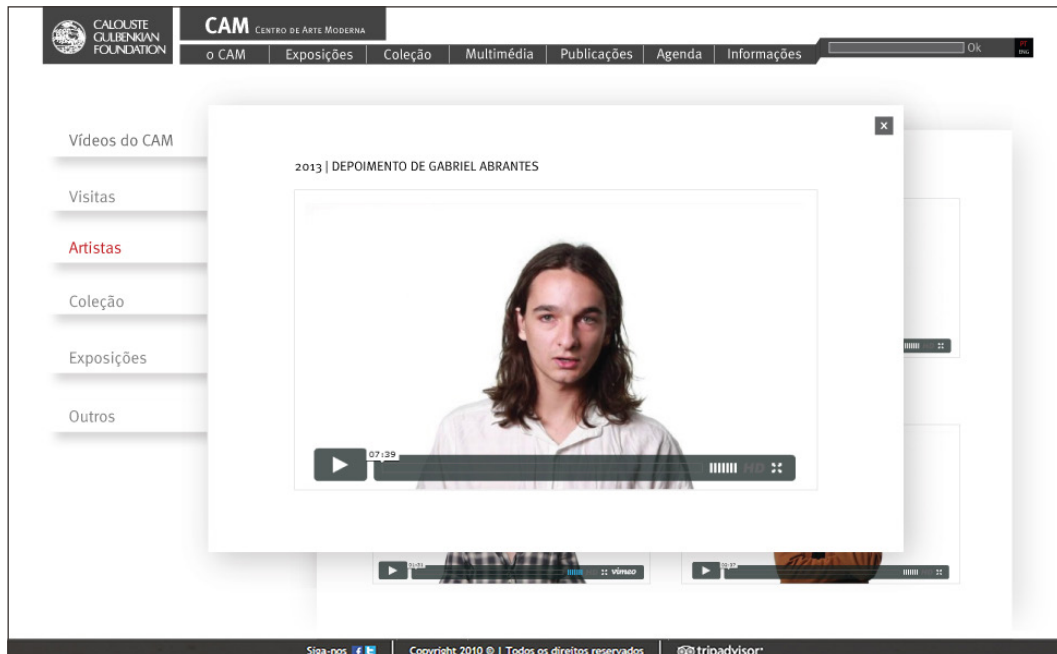 CALOUSTE
GULBENKIAN
FOUNDATION
CAM CENTRO DE ARTE MODERNA
o CAM | Exposições | Coleção | Multimédia | Publicações | Agenda | Informações
Ok
PT
ENG
x
Vídeos do CAM
Visitas
Artistas
Coleção
Exposições
Outros
2013 | DEPOIMENTO DE GABRIEL ABRANTES
07:39
HD
vimeo
Siga-nos | Copyright 2010 © | Todos os direitos reservados | tripadvisor